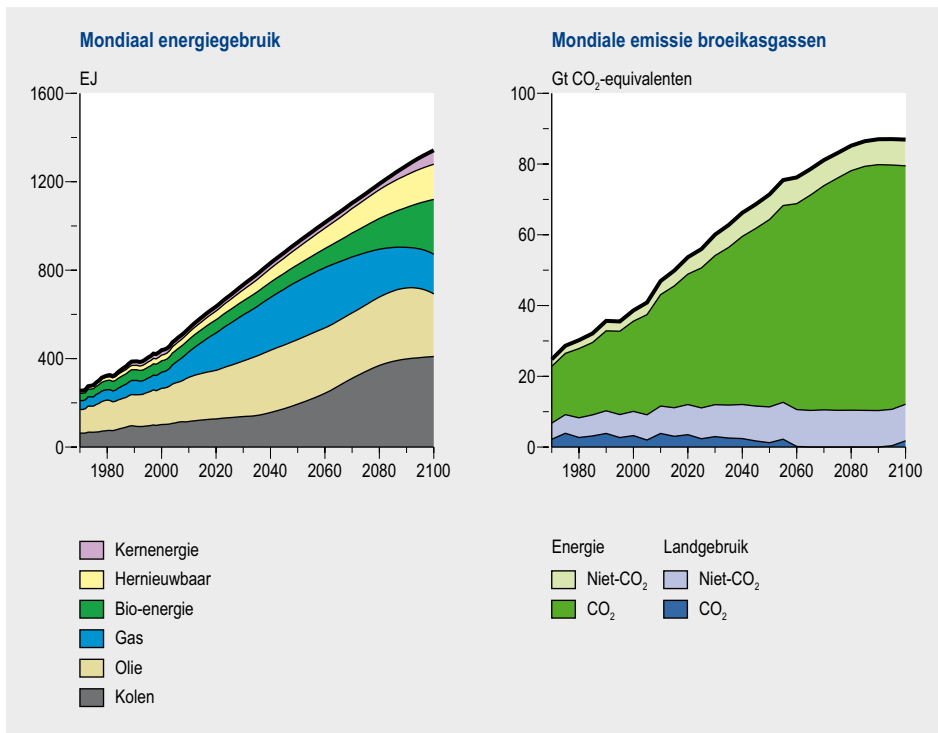 Mondiaal energiegebruik
EJ
1600
1200
800
400
0
1980 2000 2020 2040 2060 2080 2100
Kernenergie
Hernieuwbaar
Bio-energie
Gas
Olie
Kolen
Mondiale emissie broeikasgassen
Gt CO₂-equivalenten
100
80
60
40
20
0
1980 2000 2020 2040 2060 2080 2100
Energie Landgebruik
Niet-CO₂ Niet-CO₂
CO₂ CO₂